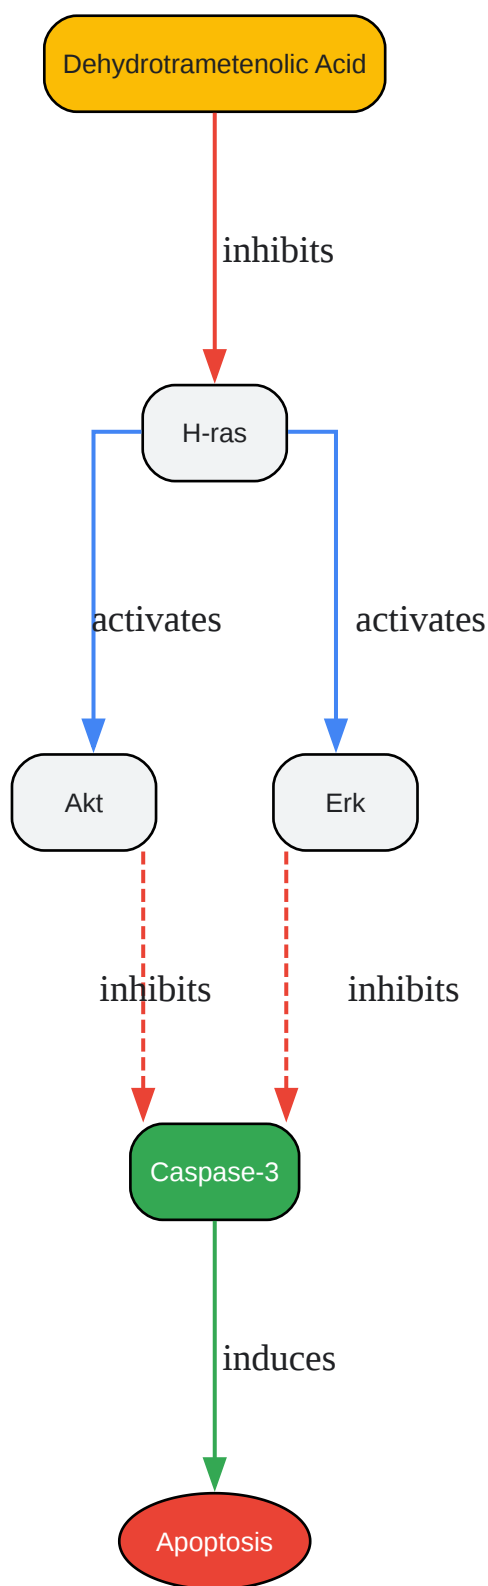 Dehydrotrametenolic Acid
inhibits
H-ras
activates
activates
Akt
Erk
inhibits
inhibits
Caspase-3
induces
Apoptosis